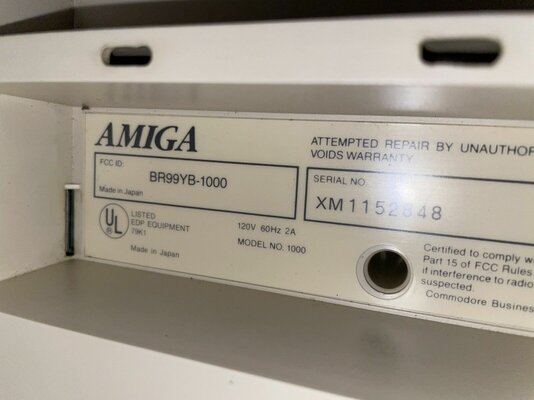 AMIGA
ATTEMPTED REPAIR BY UNAUTHOR
VOIDS WARRANTY
FCC ID:
BR99YB-1000
Made in Japan
SERIAL NO.
XM1152848
UL
®
LISTED
EDP EQUIPMENT
79K1
Made in Japan
120V 60Hz 2A
MODEL NO. 1000
Certified to comply w
Part 15 of FCC Rules,
if interference to radio
suspected.
Commodore Business